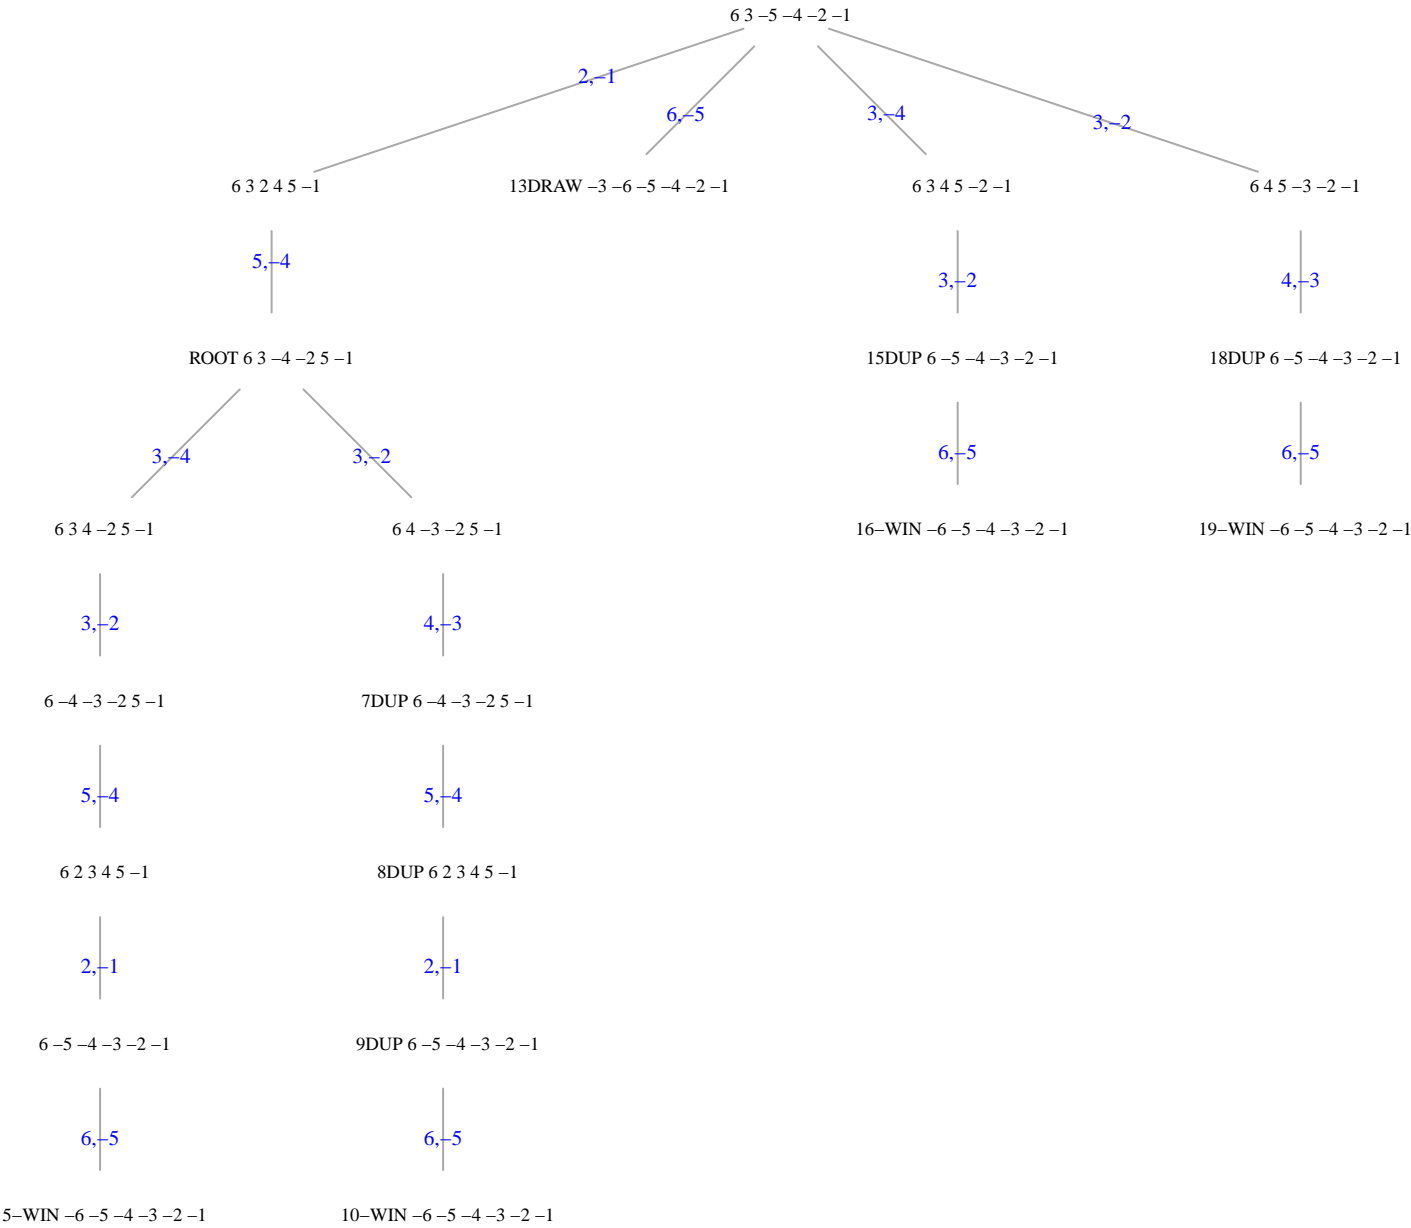 6 3 –5 –4 –2 –1
2,–1
6,–5
3,–4
3,–2
6 3 2 4 5 –1
13DRAW –3 –6 –5 –4 –2 –1
6 3 4 5 –2 –1
6 4 5 –3 –2 –1
5,–4
3,–2
4,–3
ROOT 6 3 –4 –2 5 –1
15DUP 6 –5 –4 –3 –2 –1
18DUP 6 –5 –4 –3 –2 –1
3,–4
3,–2
6,–5
6,–5
6 3 4 –2 5 –1
6 4 –3 –2 5 –1
16–WIN –6 –5 –4 –3 –2 –1
19–WIN –6 –5 –4 –3 –2 –1
3,–2
4,–3
6 –4 –3 –2 5 –1
7DUP 6 –4 –3 –2 5 –1
5,–4
5,–4
6 2 3 4 5 –1
8DUP 6 2 3 4 5 –1
2,–1
2,–1
6 –5 –4 –3 –2 –1
9DUP 6 –5 –4 –3 –2 –1
6,–5
6,–5
5–WIN –6 –5 –4 –3 –2 –1
10–WIN –6 –5 –4 –3 –2 –1